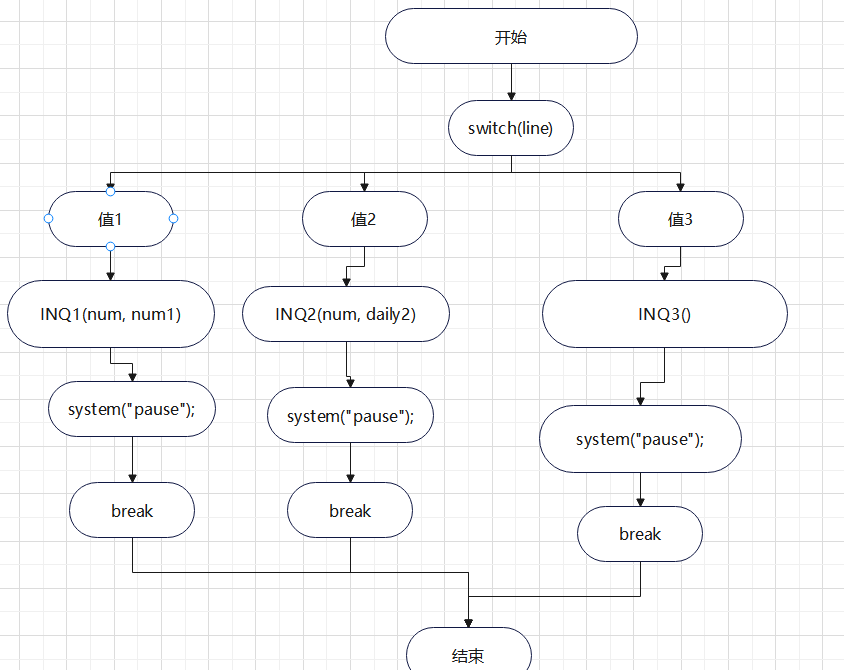 开始
switch(line)
值1
值2
值3
INQ1(num, num1)
INQ2(num, daily2)
INQ3()
system("pause");
system("pause");
system("pause");
break
break
break
结束